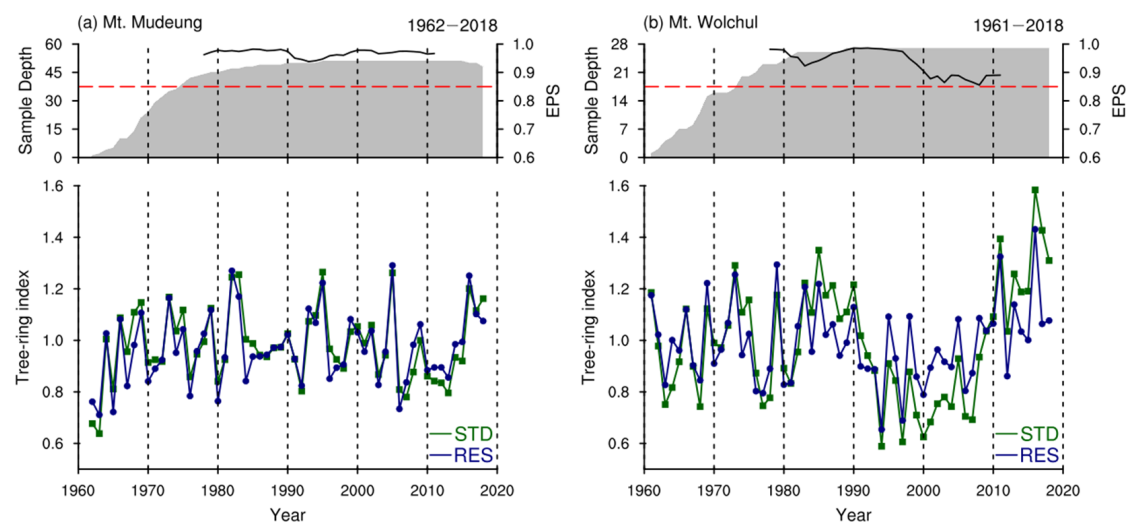 (a) Mt. Mudeung 1962−2018
60
45
30
15
0
Sample Depth
1.0
0.9
0.8
0.7
0.6
EPS
1.6
1.4
1.2
1.0
0.8
0.6
Tree-ring index
STD
RES
1960 1970 1980 1990 2000 2010 2020
Year
(b) Mt. Wolchul 1961−2018
28
21
14
7
0
Sample Depth
1.0
0.9
0.8
0.7
0.6
EPS
1.6
1.4
1.2
1.0
0.8
0.6
Tree-ring index
STD
RES
1960 1970 1980 1990 2000 2010 2020
Year